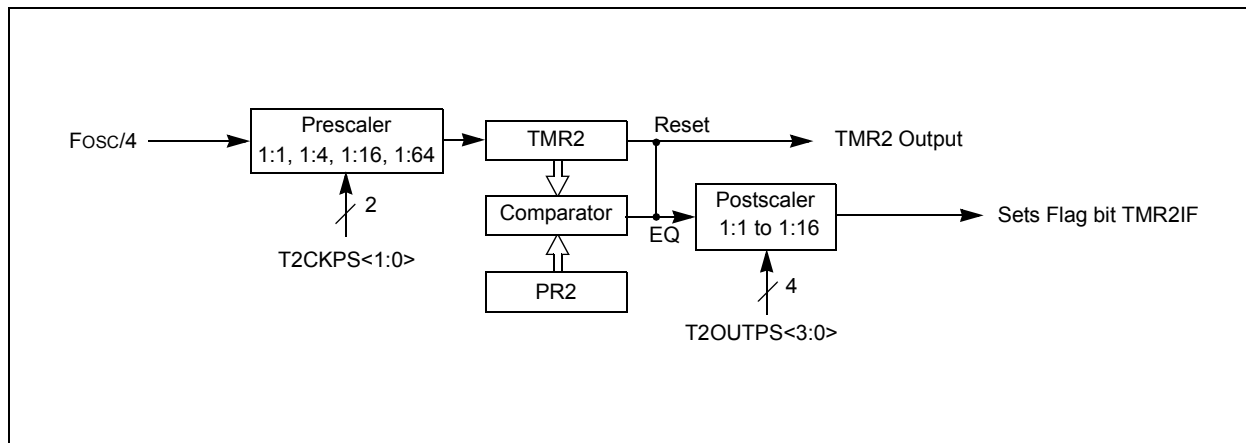 Fosc/4
Prescaler
1:1, 1:4, 1:16, 1:64
2
T2CKPS<1:0>
TMR2
Reset
TMR2 Output
Comparator
EQ
PR2
Postscaler
1:1 to 1:16
4
T2OUTPS<3:0>
Sets Flag bit TMR2IF